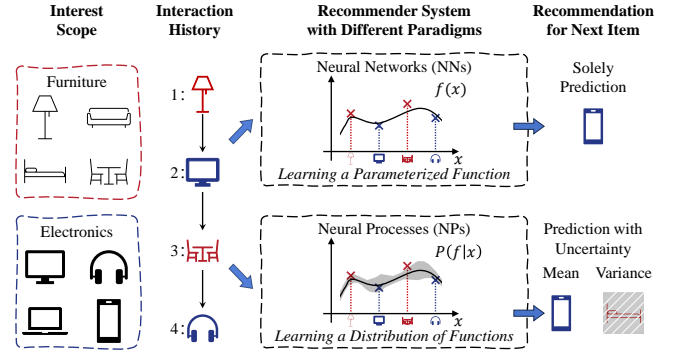 Interest
Scope
Interaction
History
Recommender System
with Different Paradigms
Recommendation
for Next Item
Furniture
Electronics
1:
2:
3:
4:
Neural Networks (NNs)
f(x)
x
Learning a Parameterized Function
Neural Processes (NPs)
P(f|x)
x
Learning a Distribution of Functions
Solely
Prediction
Prediction with
Uncertainty
Mean Variance